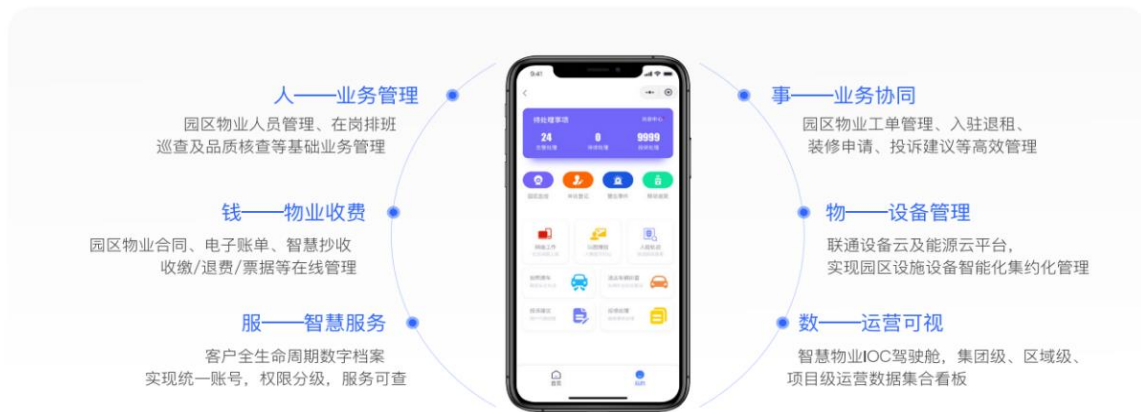 人——业务管理
园区物业人员管理、在岗排班
巡查及品质核查等基础业务管理
钱——物业收费
园区物业合同、电子账单、智慧抄收
收缴/退费/票据等在线管理
服——智慧服务
客户全生命周期数字档案
实现统一账号，权限分级，服务可查
9:41
待处理事项
24
0
9999
首页
事——业务协同
园区物业工单管理、入驻退租、
装修申请、投诉建议等高效管理
物——设备管理
联通设备云及能源云平台，
实现园区设施设备智能化集约化管理
数——运营可视
智慧物业IOC驾驶舱，集团级、区域级、
项目级运营数据集合看板